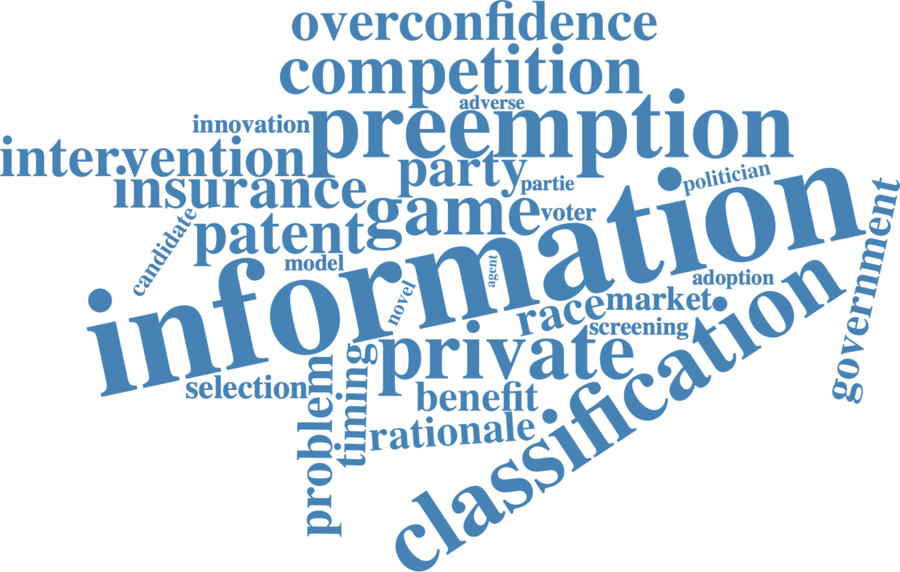 overconfidence
competition
adverse
innovation
preemption
intervention
party
partie
politician
insurance
game
voter
candidate
patent
government
model
information
agent
novel
adoption
race
market
screening
private
classification
selection
benefit
problem
timing
rationale